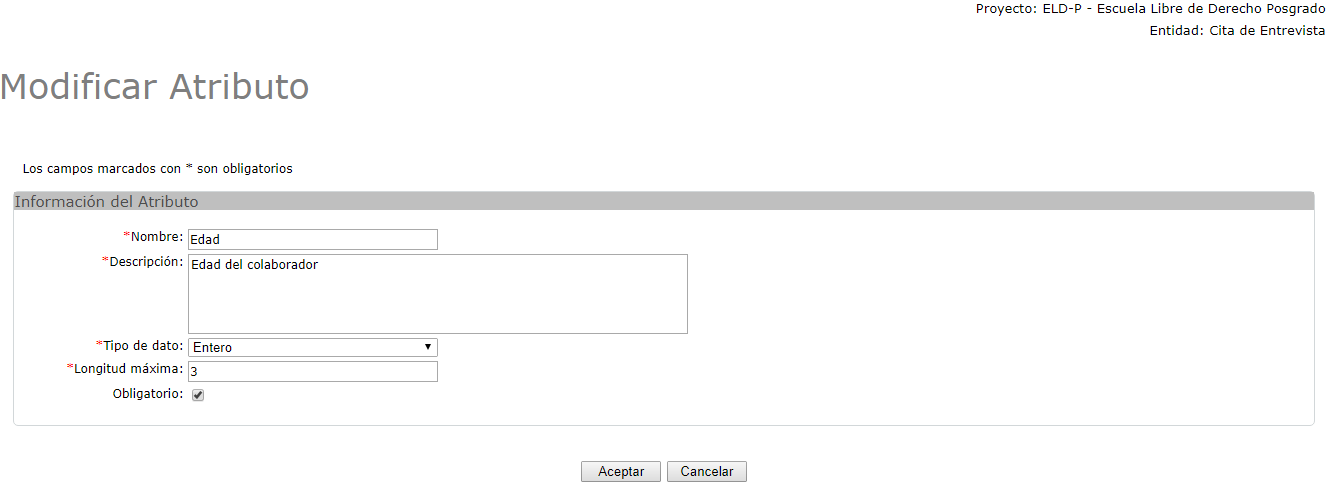 Proyecto: ELD-P - Escuela Libre de Derecho Posgrado
Entidad: Cita de Entrevista
Modificar Atributo
Los campos marcados con * son obligatorios
Información del Atributo
*Nombre: Edad
*Descripción: Edad del colaborador
*Tipo de dato: Entero
*Longitud máxima: 3
Obligatorio:
Aceptar Cancelar